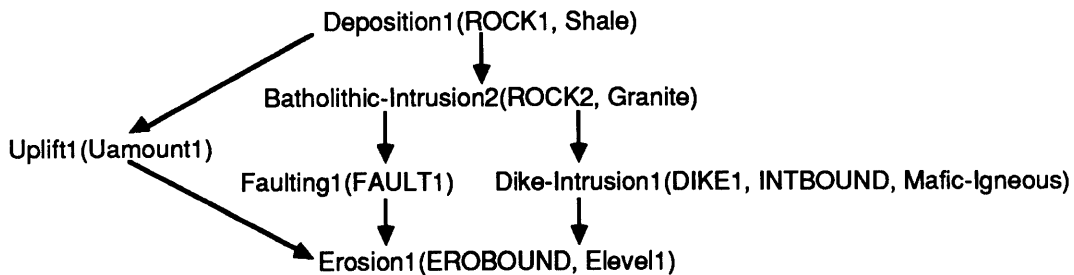 Deposition1(ROCK1, Shale)
Batholithic-Intrusion2(ROCK2, Granite)
Uplift1(Uamount1)
Faulting1(FAULT1)
Dike-Intrusion1(DIKE1, INTBOUND, Mafic-Igneous)
Erosion1(EROBOUND, Elevel1)